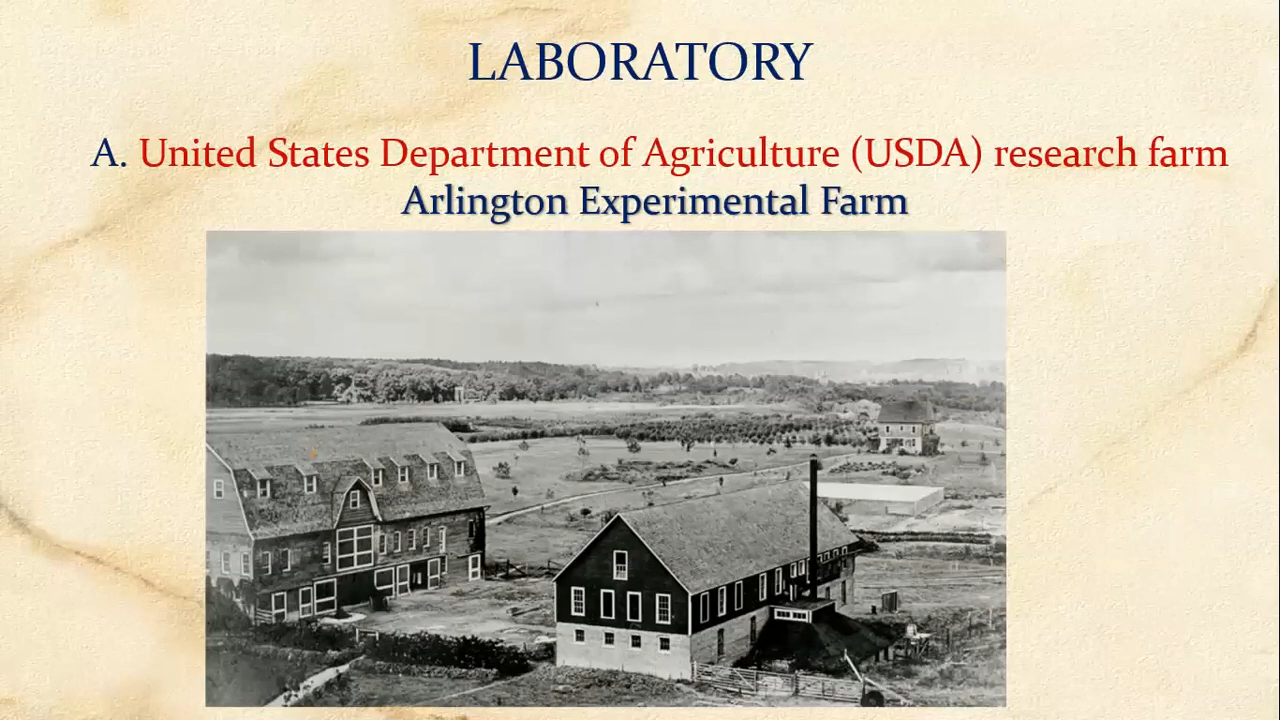 LABORATORY
A. United States Department of Agriculture (USDA) research farm
Arlington Experimental Farm